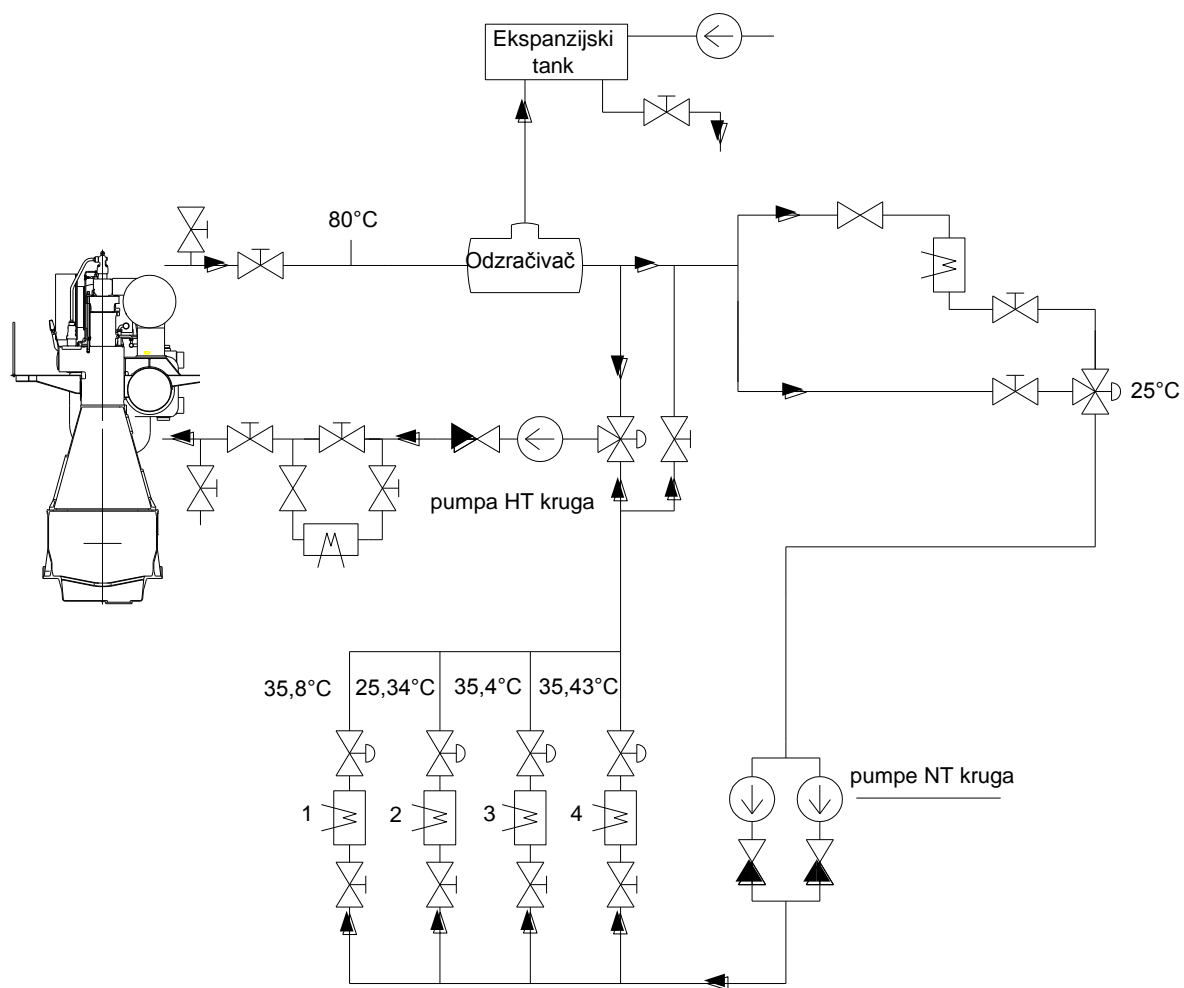 Ekspanzijski
tank
80°C
Odzračivač
25°C
pumpa HT kruga
35,8°C
25,34°C
35,4°C
35,43°C
pumpe NT kruga
1
2
3
4